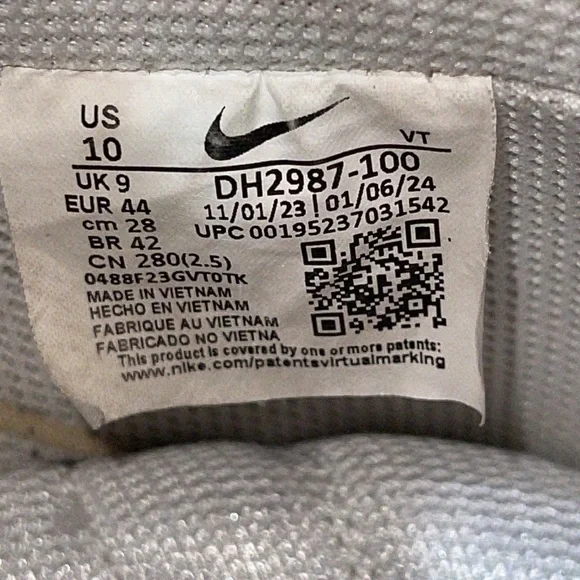 US
10
VT
UK 9
DH2987-100
EUR 44
11/01/23 | 01/06/24
cm 28
UPC 00195237031542
BR 42
CN 280(2.5)
0488F23GVT0TK
MADE IN VIETNAM
HECHO EN VIETNAM
FABRIQUE AU VIETNAM
FABRICADO NO VIETNA
This product is covered by one or more patents:
www.nike.com/patentsvirtualmarking